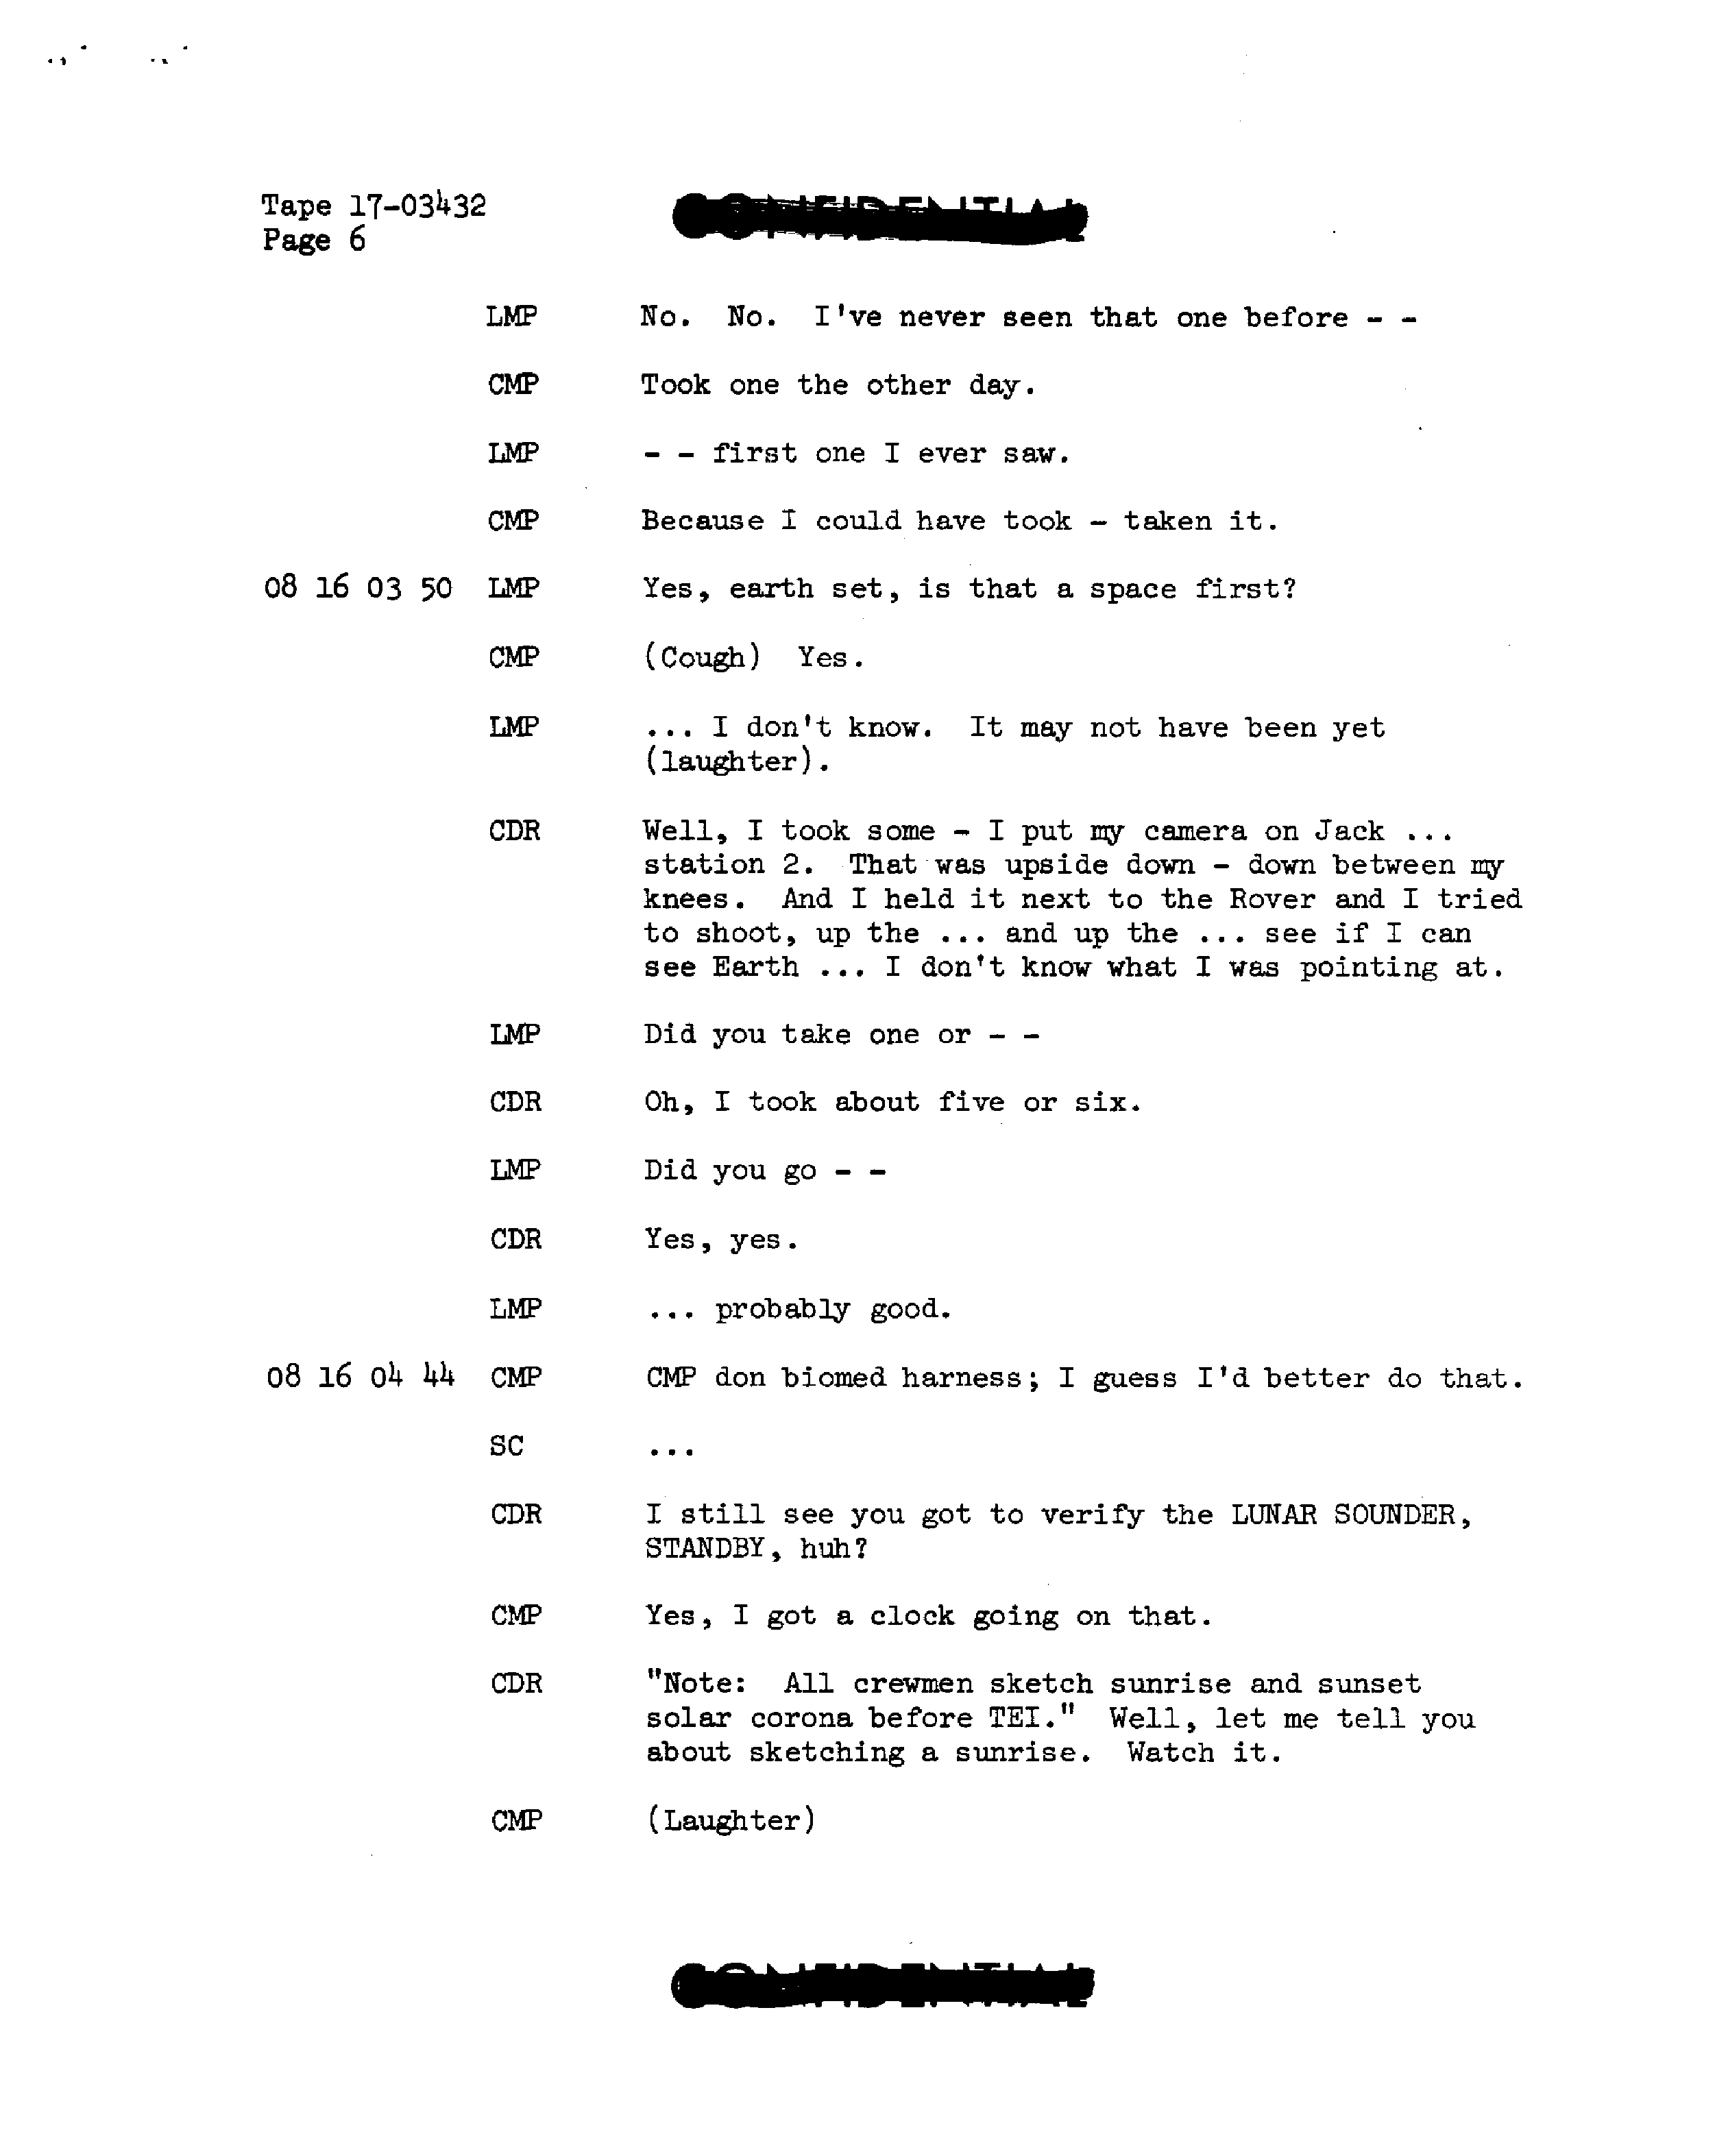 Tape 17-03432
CONFIDENTIAL
Page 6
LMP No. No. I've never seen that one before - -
CMP Took one the other day.
LMP - - first one I ever saw.
CMP Because I could have took - taken it.
08 16 03 50 LMP Yes, earth set, is that a space first?
CMP (Cough) Yes.
LMP ... I don't know. It may not have been yet
(laughter).
CDR Well, I took some - I put my camera on Jack ...
station 2. That was upside down - down between my
knees. And I held it next to the Rover and I tried
to shoot, up the ... and up the ... see if I can
see Earth ... I don't know what I was pointing at.
LMP Did you take one or - -
CDR Oh, I took about five or six.
LMP Did you go - -
CDR Yes, yes.
LMP ... probably good.
08 16 04 44 CMP CMP don biomed harness; I guess I'd better do that.
SC ...
CDR I still see you got to verify the LUNAR SOUNDER,
STANDBY, huh?
CMP Yes, I got a clock going on that.
CDR "Note: All crewmen sketch sunrise and sunset
solar corona before TEI." Well, let me tell you
about sketching a sunrise. Watch it.
CMP (Laughter)
CONFIDENTIAL